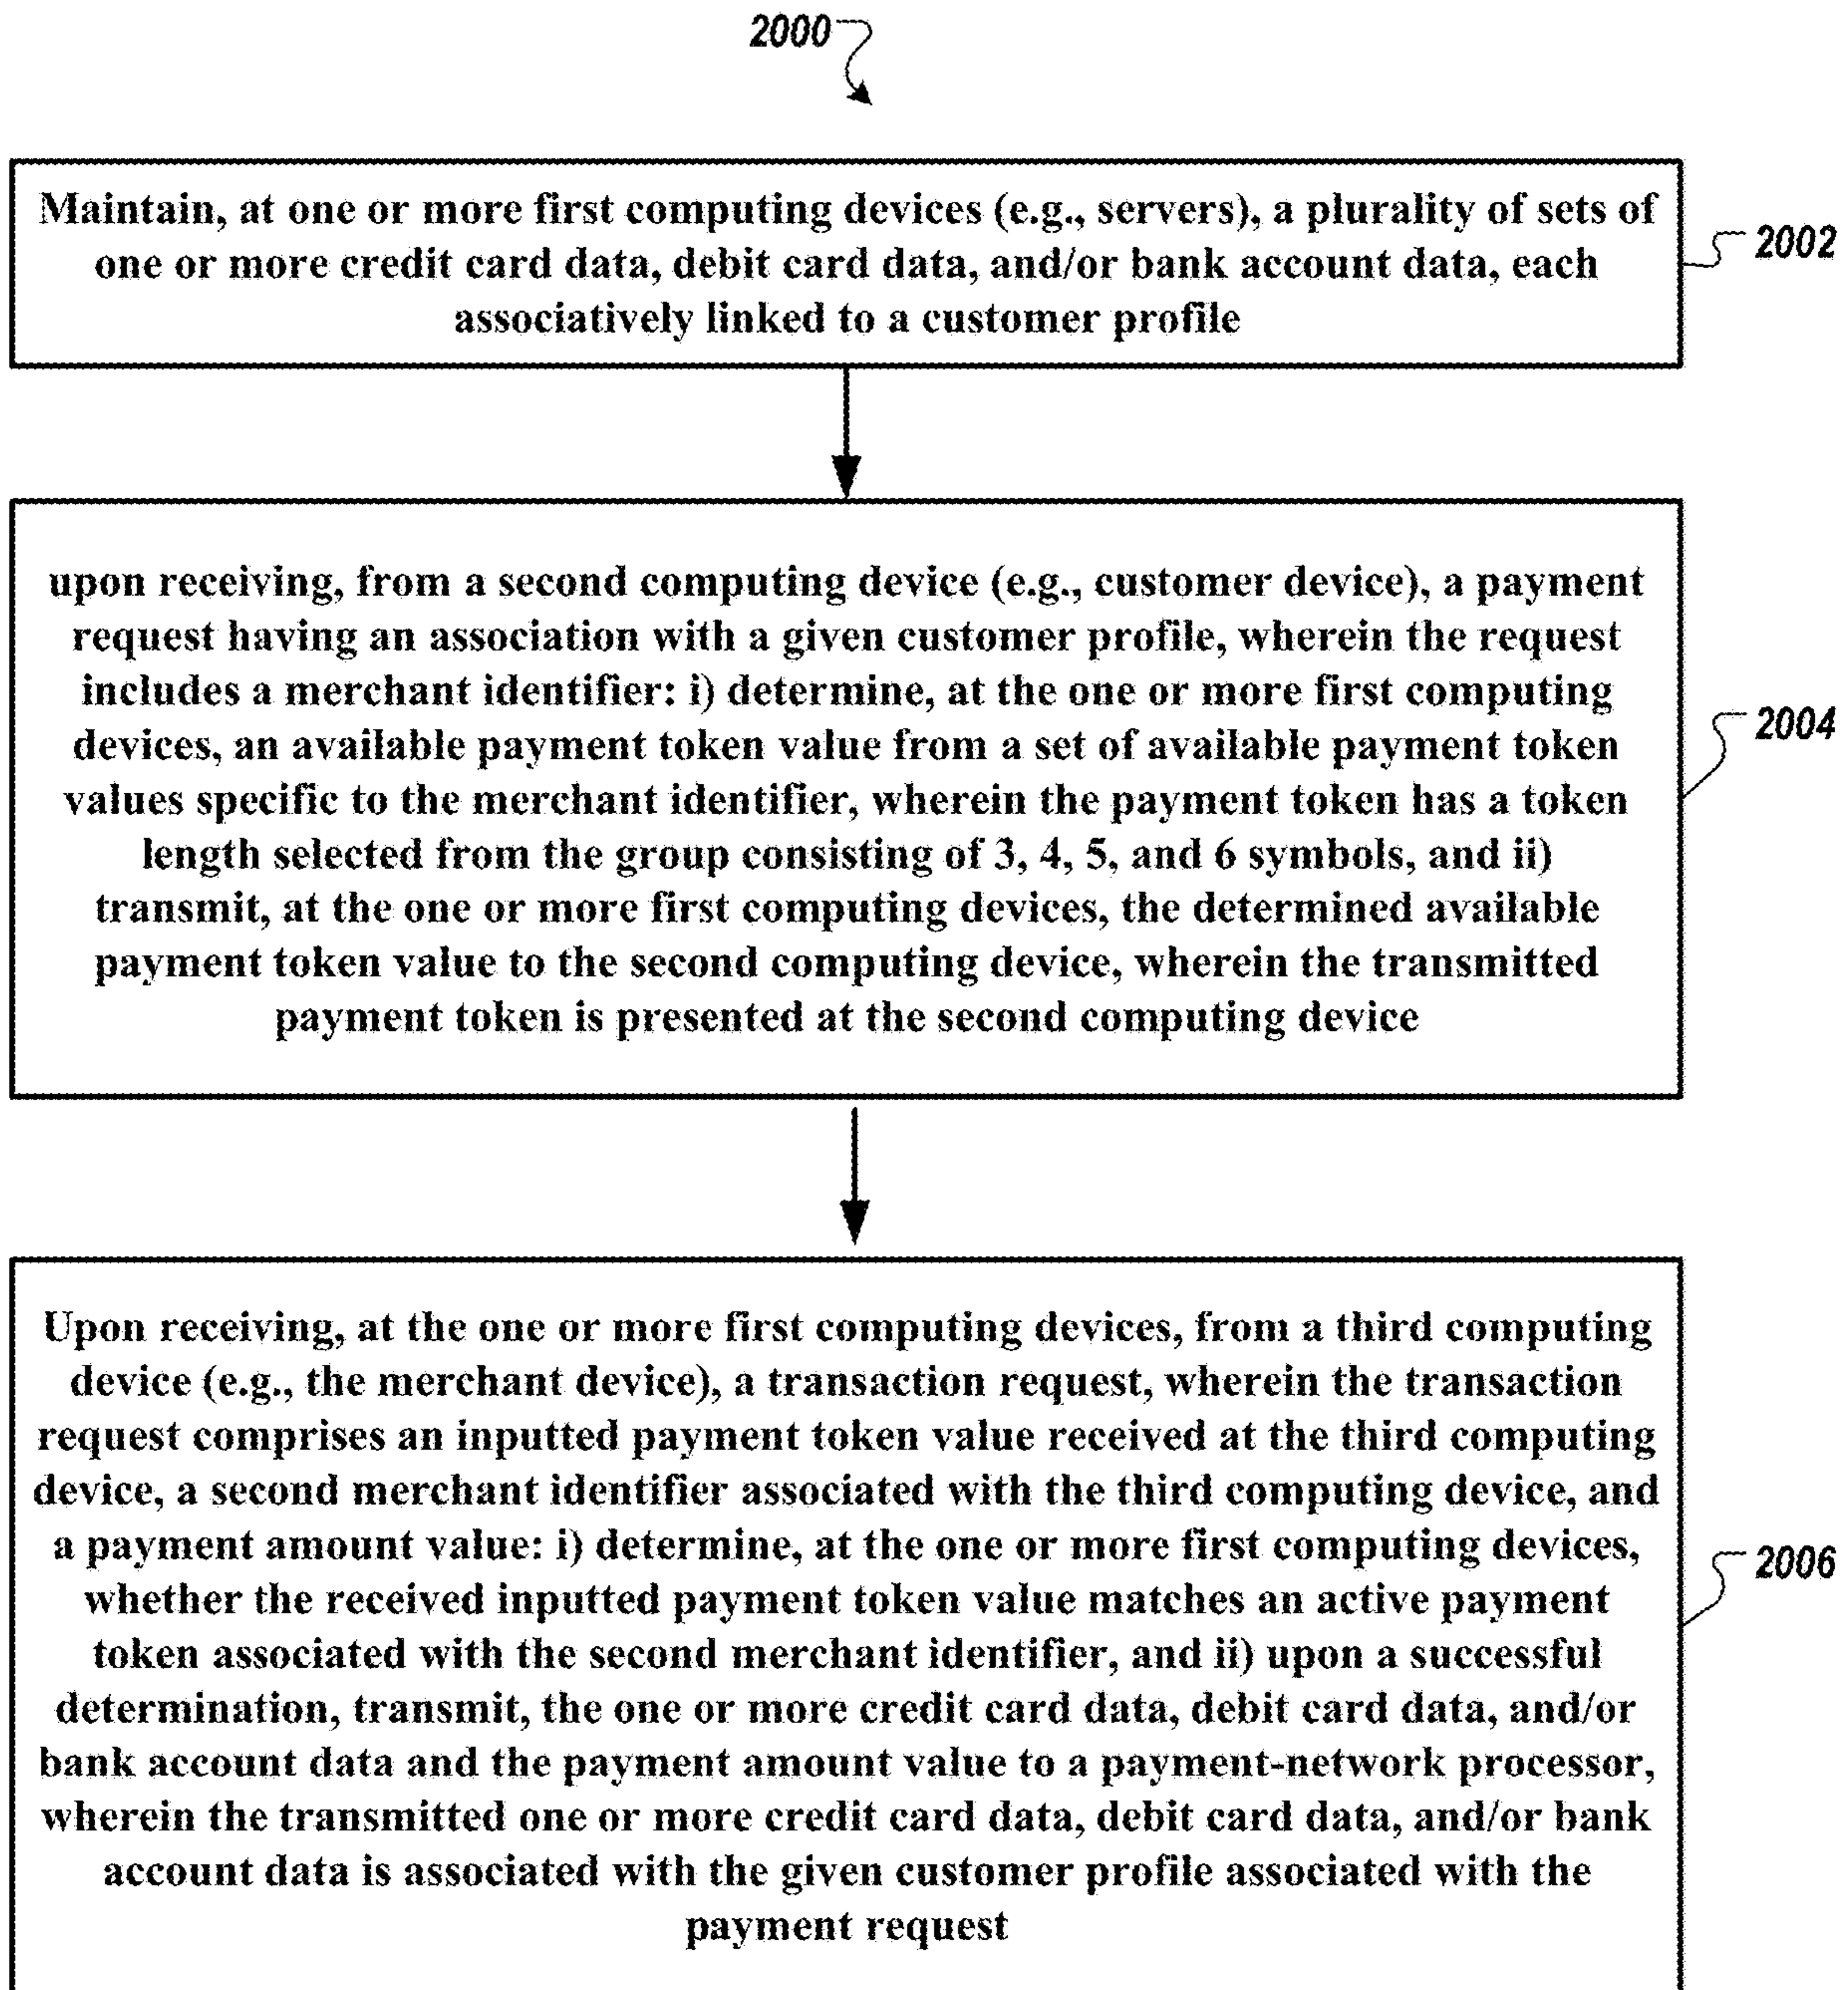 2000
Maintain, at one or more first computing devices (e.g., servers), a plurality of sets of
one or more credit card data, debit card data, and/or bank account data, each
associatively linked to a customer profile
2002
upon receiving, from a second computing device (e.g., customer device), a payment
request having an association with a given customer profile, wherein the request
includes a merchant identifier: i) determine, at the one or more first computing
devices, an available payment token value from a set of available payment token
values specific to the merchant identifier, wherein the payment token has a token
length selected from the group consisting of 3, 4, 5, and 6 symbols, and ii)
transmit, at the one or more first computing devices, the determined available
payment token value to the second computing device, wherein the transmitted
payment token is presented at the second computing device
2004
Upon receiving, at the one or more first computing devices, from a third computing
device (e.g., the merchant device), a transaction request, wherein the transaction
request comprises an inputted payment token value received at the third computing
device, a second merchant identifier associated with the third computing device, and
a payment amount value: i) determine, at the one or more first computing devices,
whether the received inputted payment token value matches an active payment
token associated with the second merchant identifier, and ii) upon a successful
determination, transmit, the one or more credit card data, debit card data, and/or
bank account data and the payment amount value to a payment-network processor,
wherein the transmitted one or more credit card data, debit card data, and/or bank
account data is associated with the given customer profile associated with the
payment request
2006